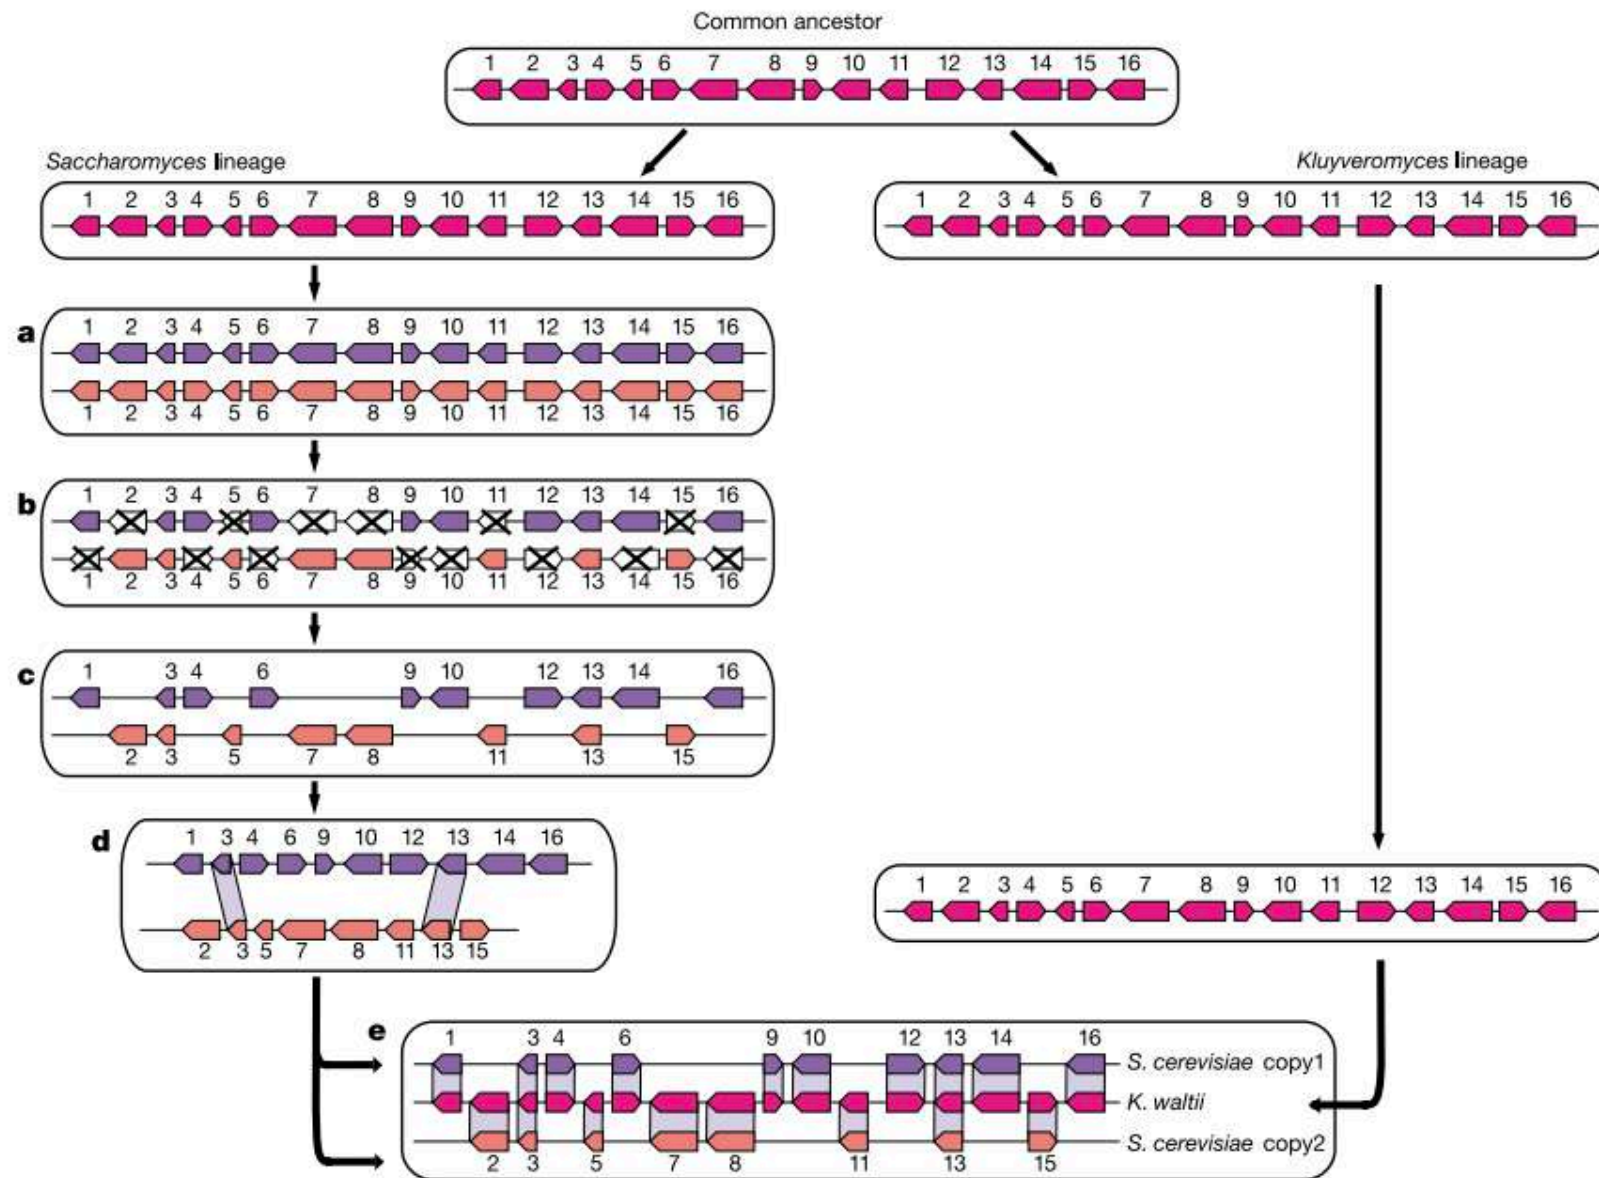 Common ancestor
1 2 3 4 5 6 7 8 9 10 11 12 13 14 15 16
Saccharomyces lineage
1 2 3 4 5 6 7 8 9 10 11 12 13 14 15 16
Kluyveromyces lineage
1 2 3 4 5 6 7 8 9 10 11 12 13 14 15 16
a
1 2 3 4 5 6 7 8 9 10 11 12 13 14 15 16
1 2 3 4 5 6 7 8 9 10 11 12 13 14 15 16
b
1 2 3 4 5 6 7 8 9 10 11 12 13 14 15 16
1 2 3 4 5 6 7 8 9 10 11 12 13 14 15 16
c
1 3 4 6 9 10 12 13 14 16
2 3 5 7 8 11 13 15
d
1 3 4 6 9 10 12 13 14 16
2 3 5 7 8 11 13 15
1 2 3 4 5 6 7 8 9 10 11 12 13 14 15 16
e
1 3 4 6 9 10 12 13 14 16
S. cerevisiae copy1
K. waltii
S. cerevisiae copy2
2 3 5 7 8 11 13 15